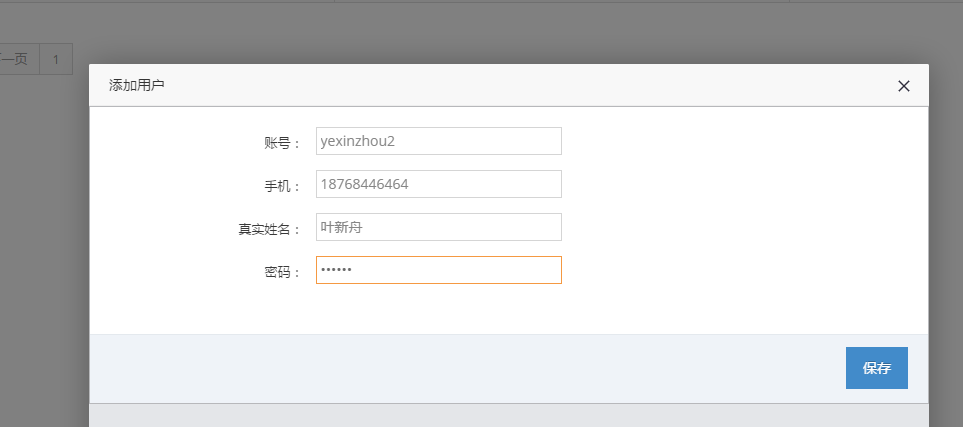 一页 1
添加用户
账号： yexinzhou2
手机： 18768446464
真实姓名： 叶新舟
密码： ••••••
保存